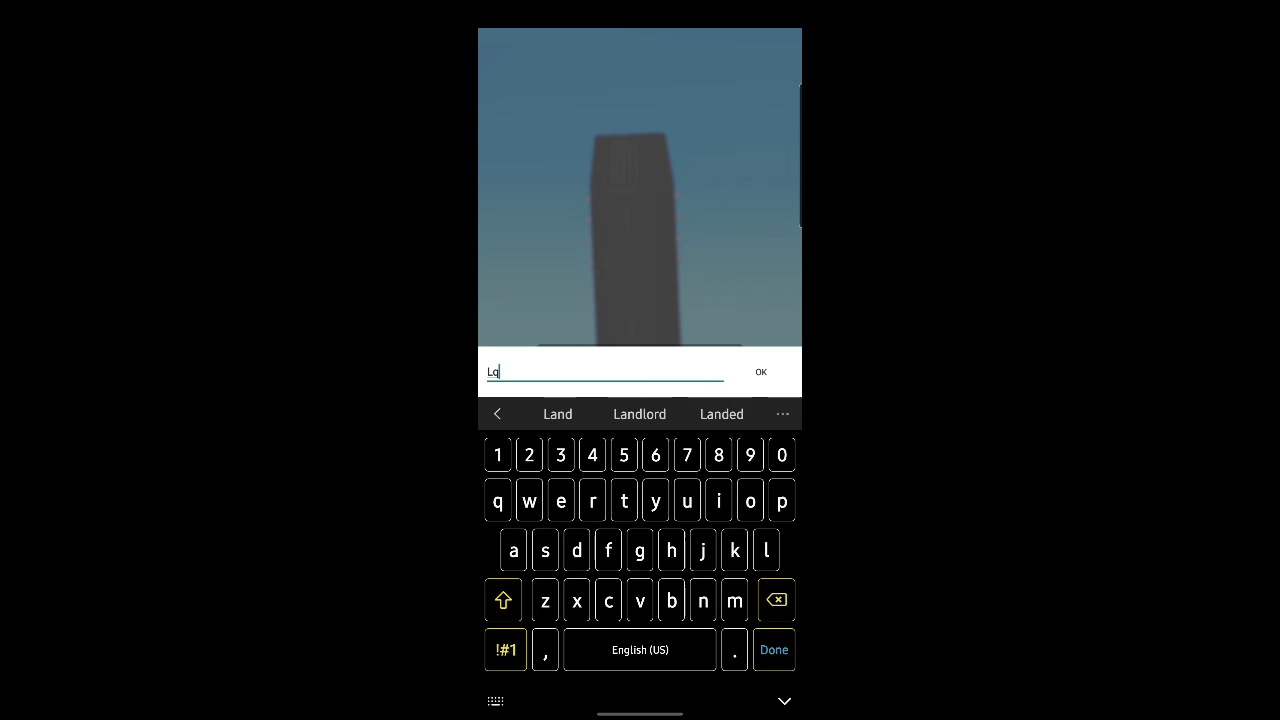 Lq
OK
Land Landlord Landed ...
1 2 3 4 5 6 7 8 9 0
q w e r t y u i o p
a s d f g h j k l
z x c v b n m
!#1 , English (US) . Done